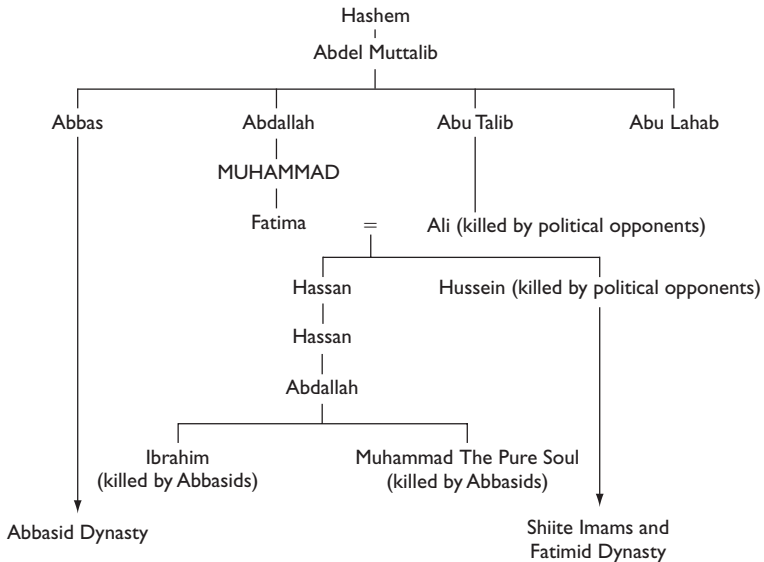 Hashem
Abdel Muttalib
Abbas
Abdallah
Abu Talib
Abu Lahab
MUHAMMAD
Fatima
=
Ali (killed by political opponents)
Hassan
Hussein (killed by political opponents)
Hassan
Abdallah
Ibrahim
(killed by Abbasids)
Muhammad The Pure Soul
(killed by Abbasids)
Abbasid Dynasty
Shiite Imams and
Fatimid Dynasty